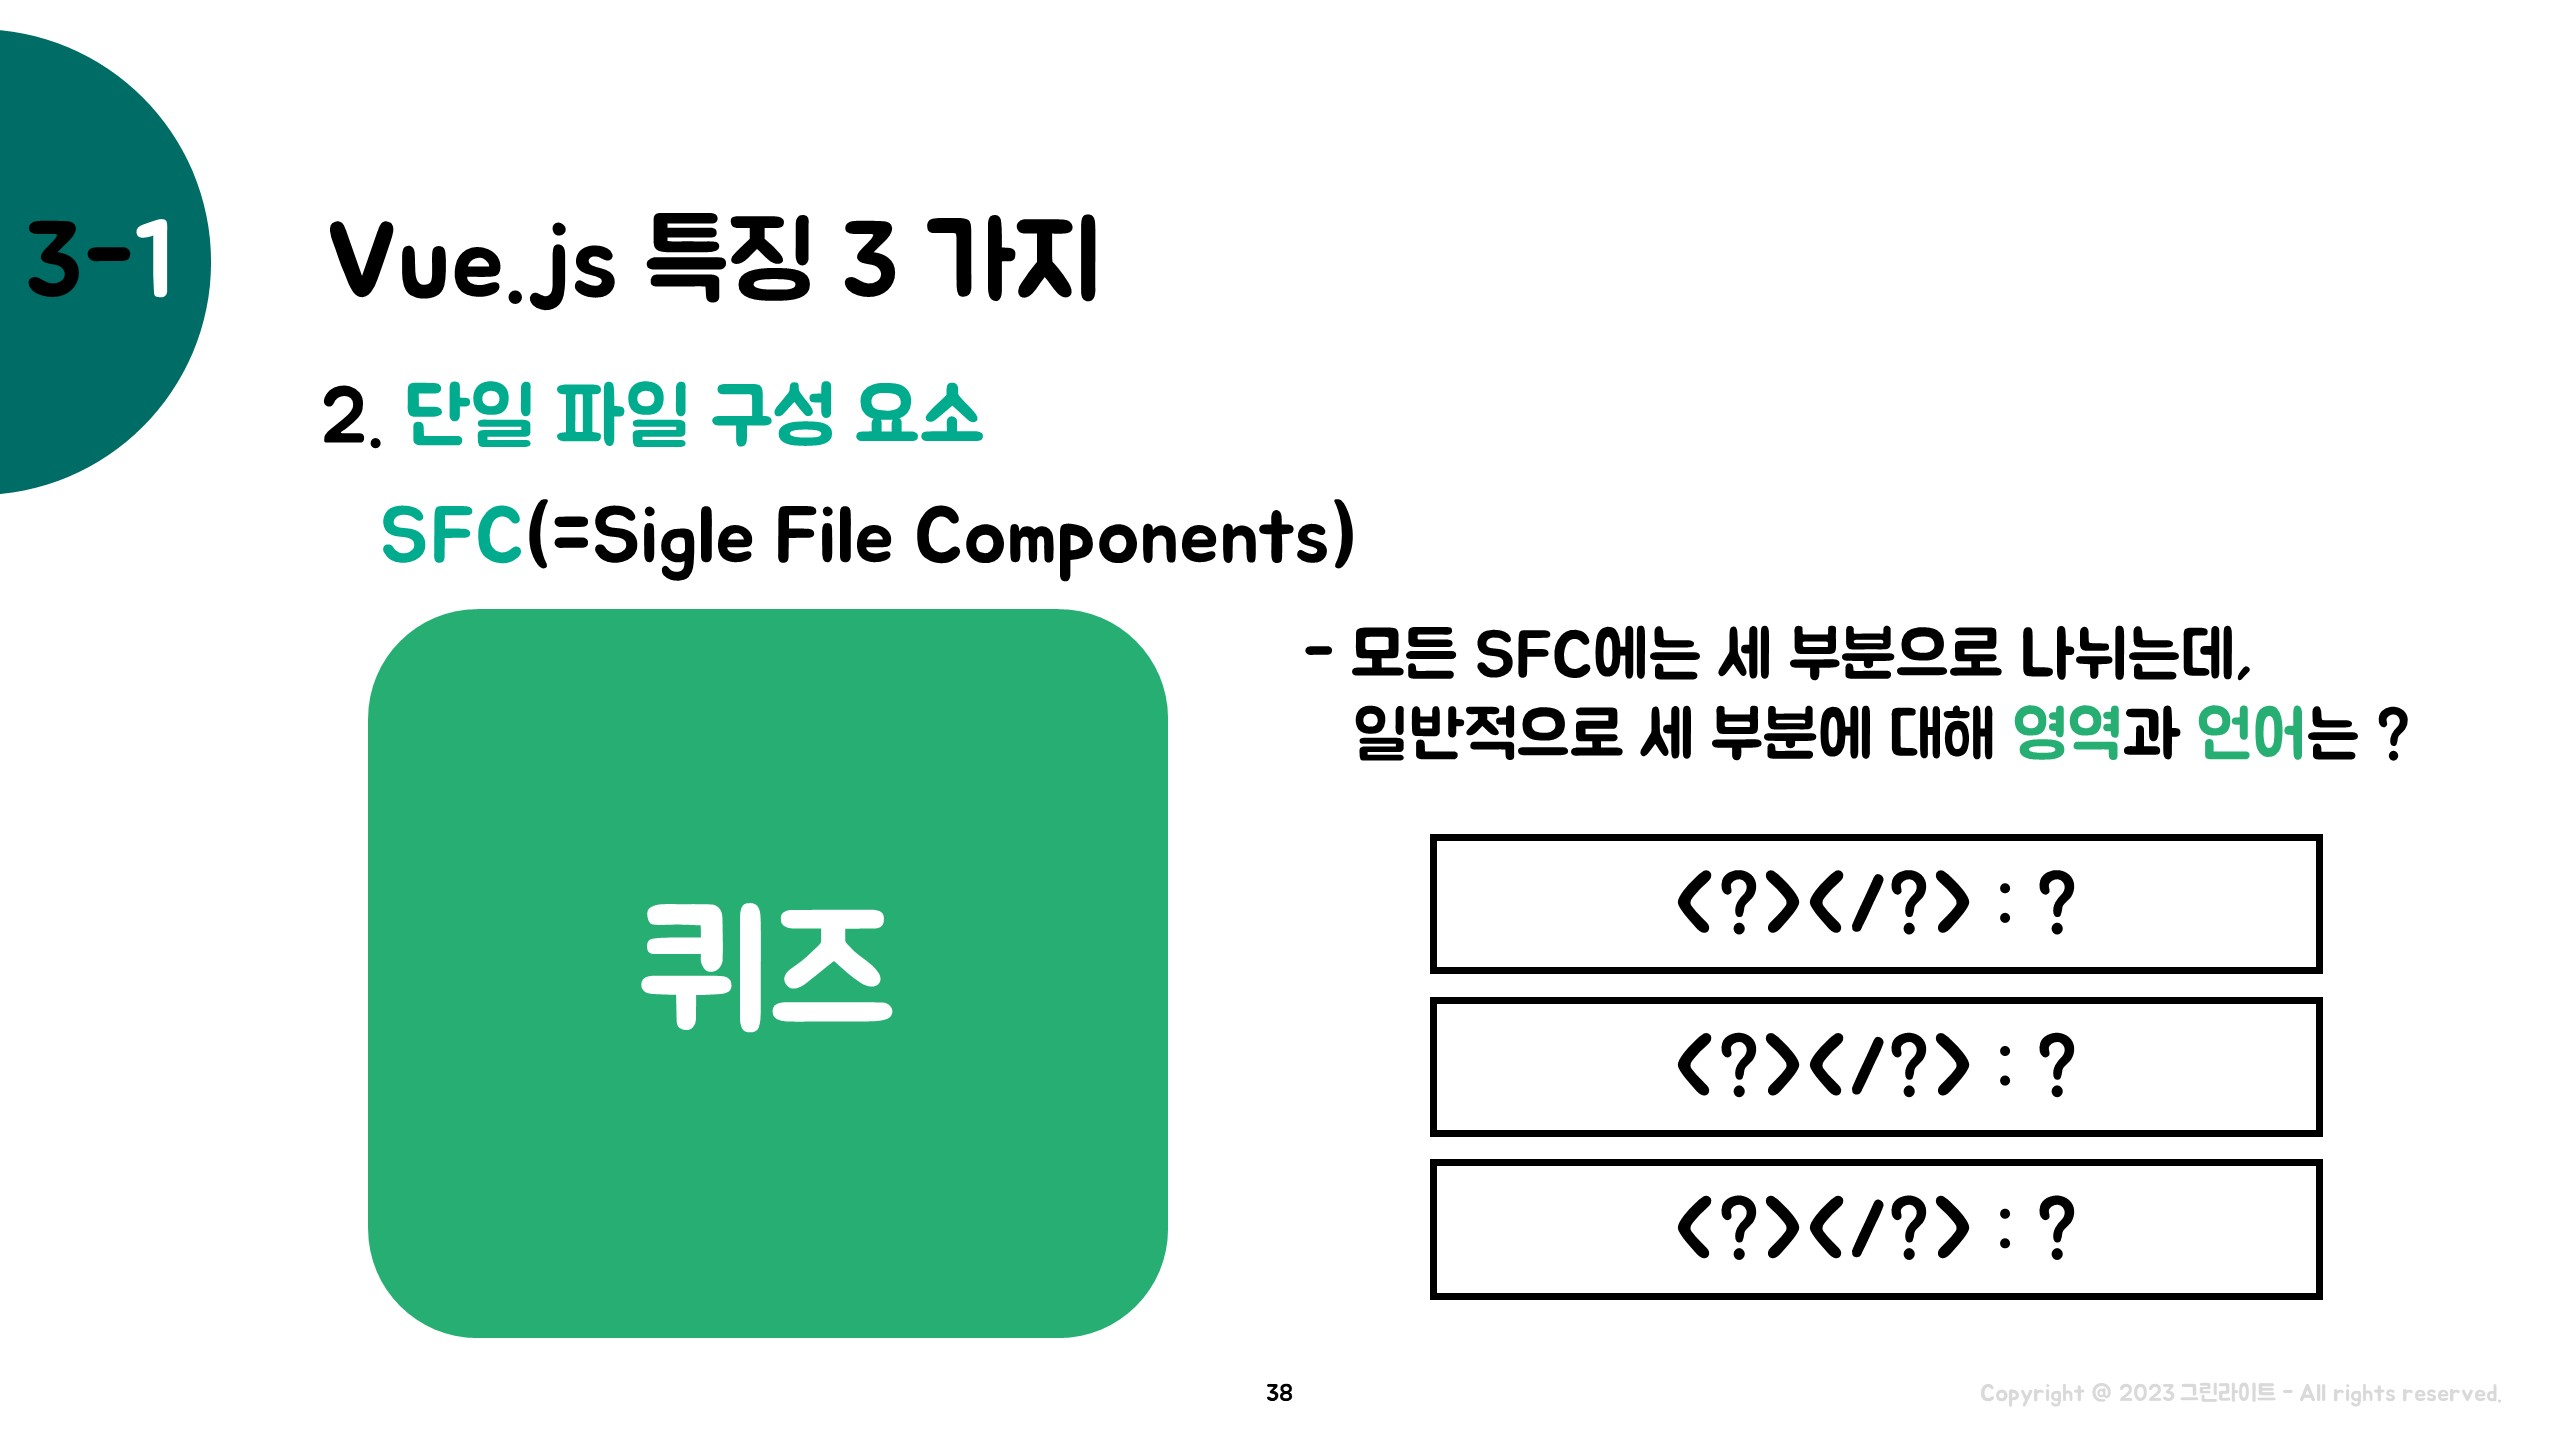 3-1
Vue.js 특징 3 가지
2. 단일 파일 구성 요소
SFC(=Sigle File Components)
퀴즈
- 모든 SFC에는 세 부분으로 나뉘는데,
일반적으로 세 부분에 대해 영역과 언어는 ?
<?></?> : ?
<?></?> : ?
<?></?> : ?
38
Copyright @ 2023 그린라이트 - All rights reserved.